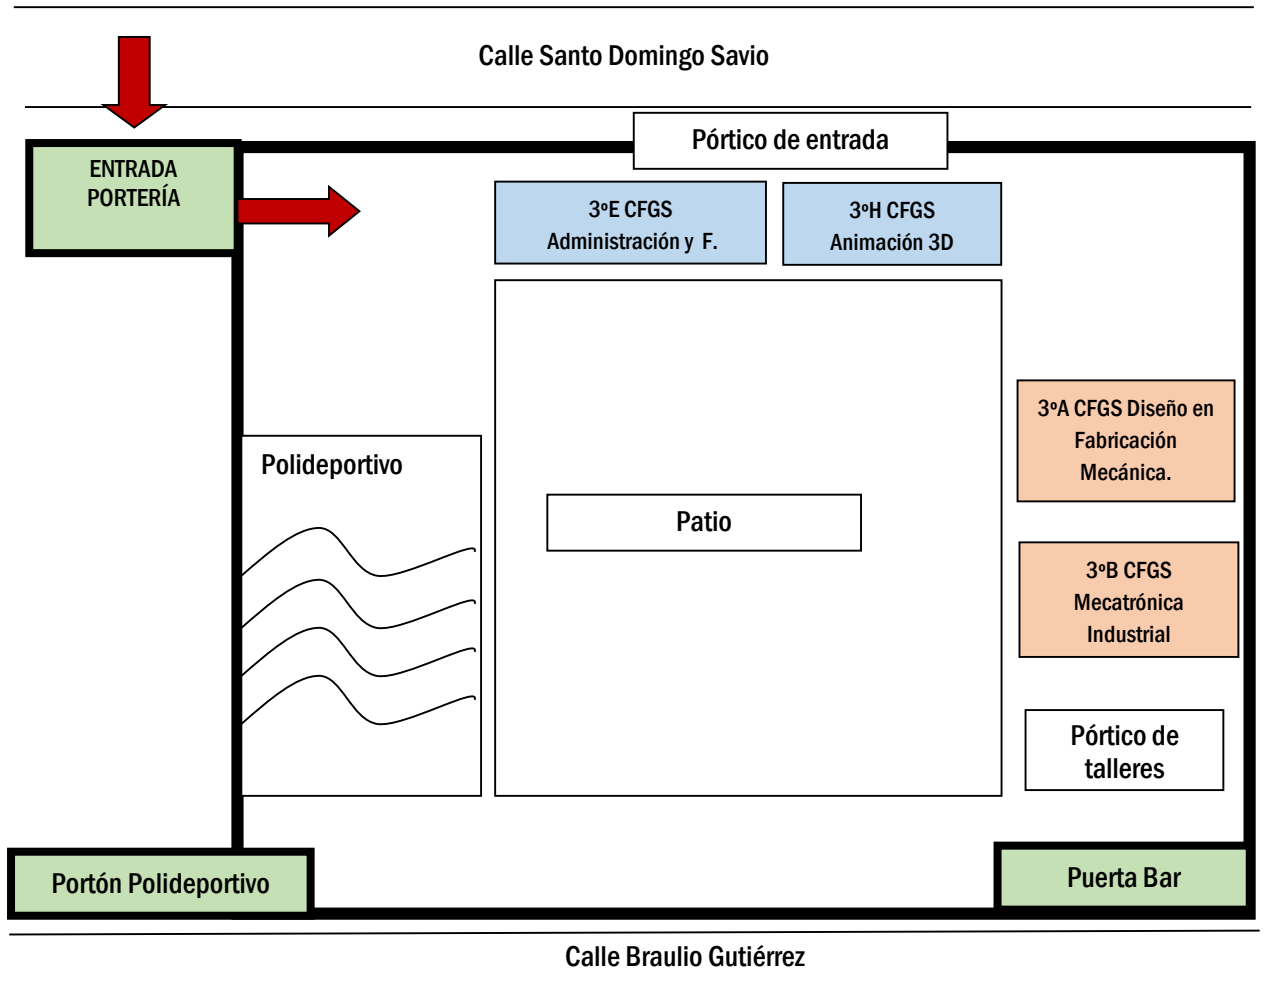 Calle Santo Domingo Savio
Pórtico de entrada
ENTRADA
PORTERÍA
3ºE CFGS
Administración y F.
3ºH CFGS
Animación 3D
3ºA CFGS Diseño en
Fabricación
Mecánica.
Polideportivo
Patio
3ºB CFGS
Mecatrónica
Industrial
Pórtico de
talleres
Portón Polideportivo
Puerta Bar
Calle Braulio Gutiérrez